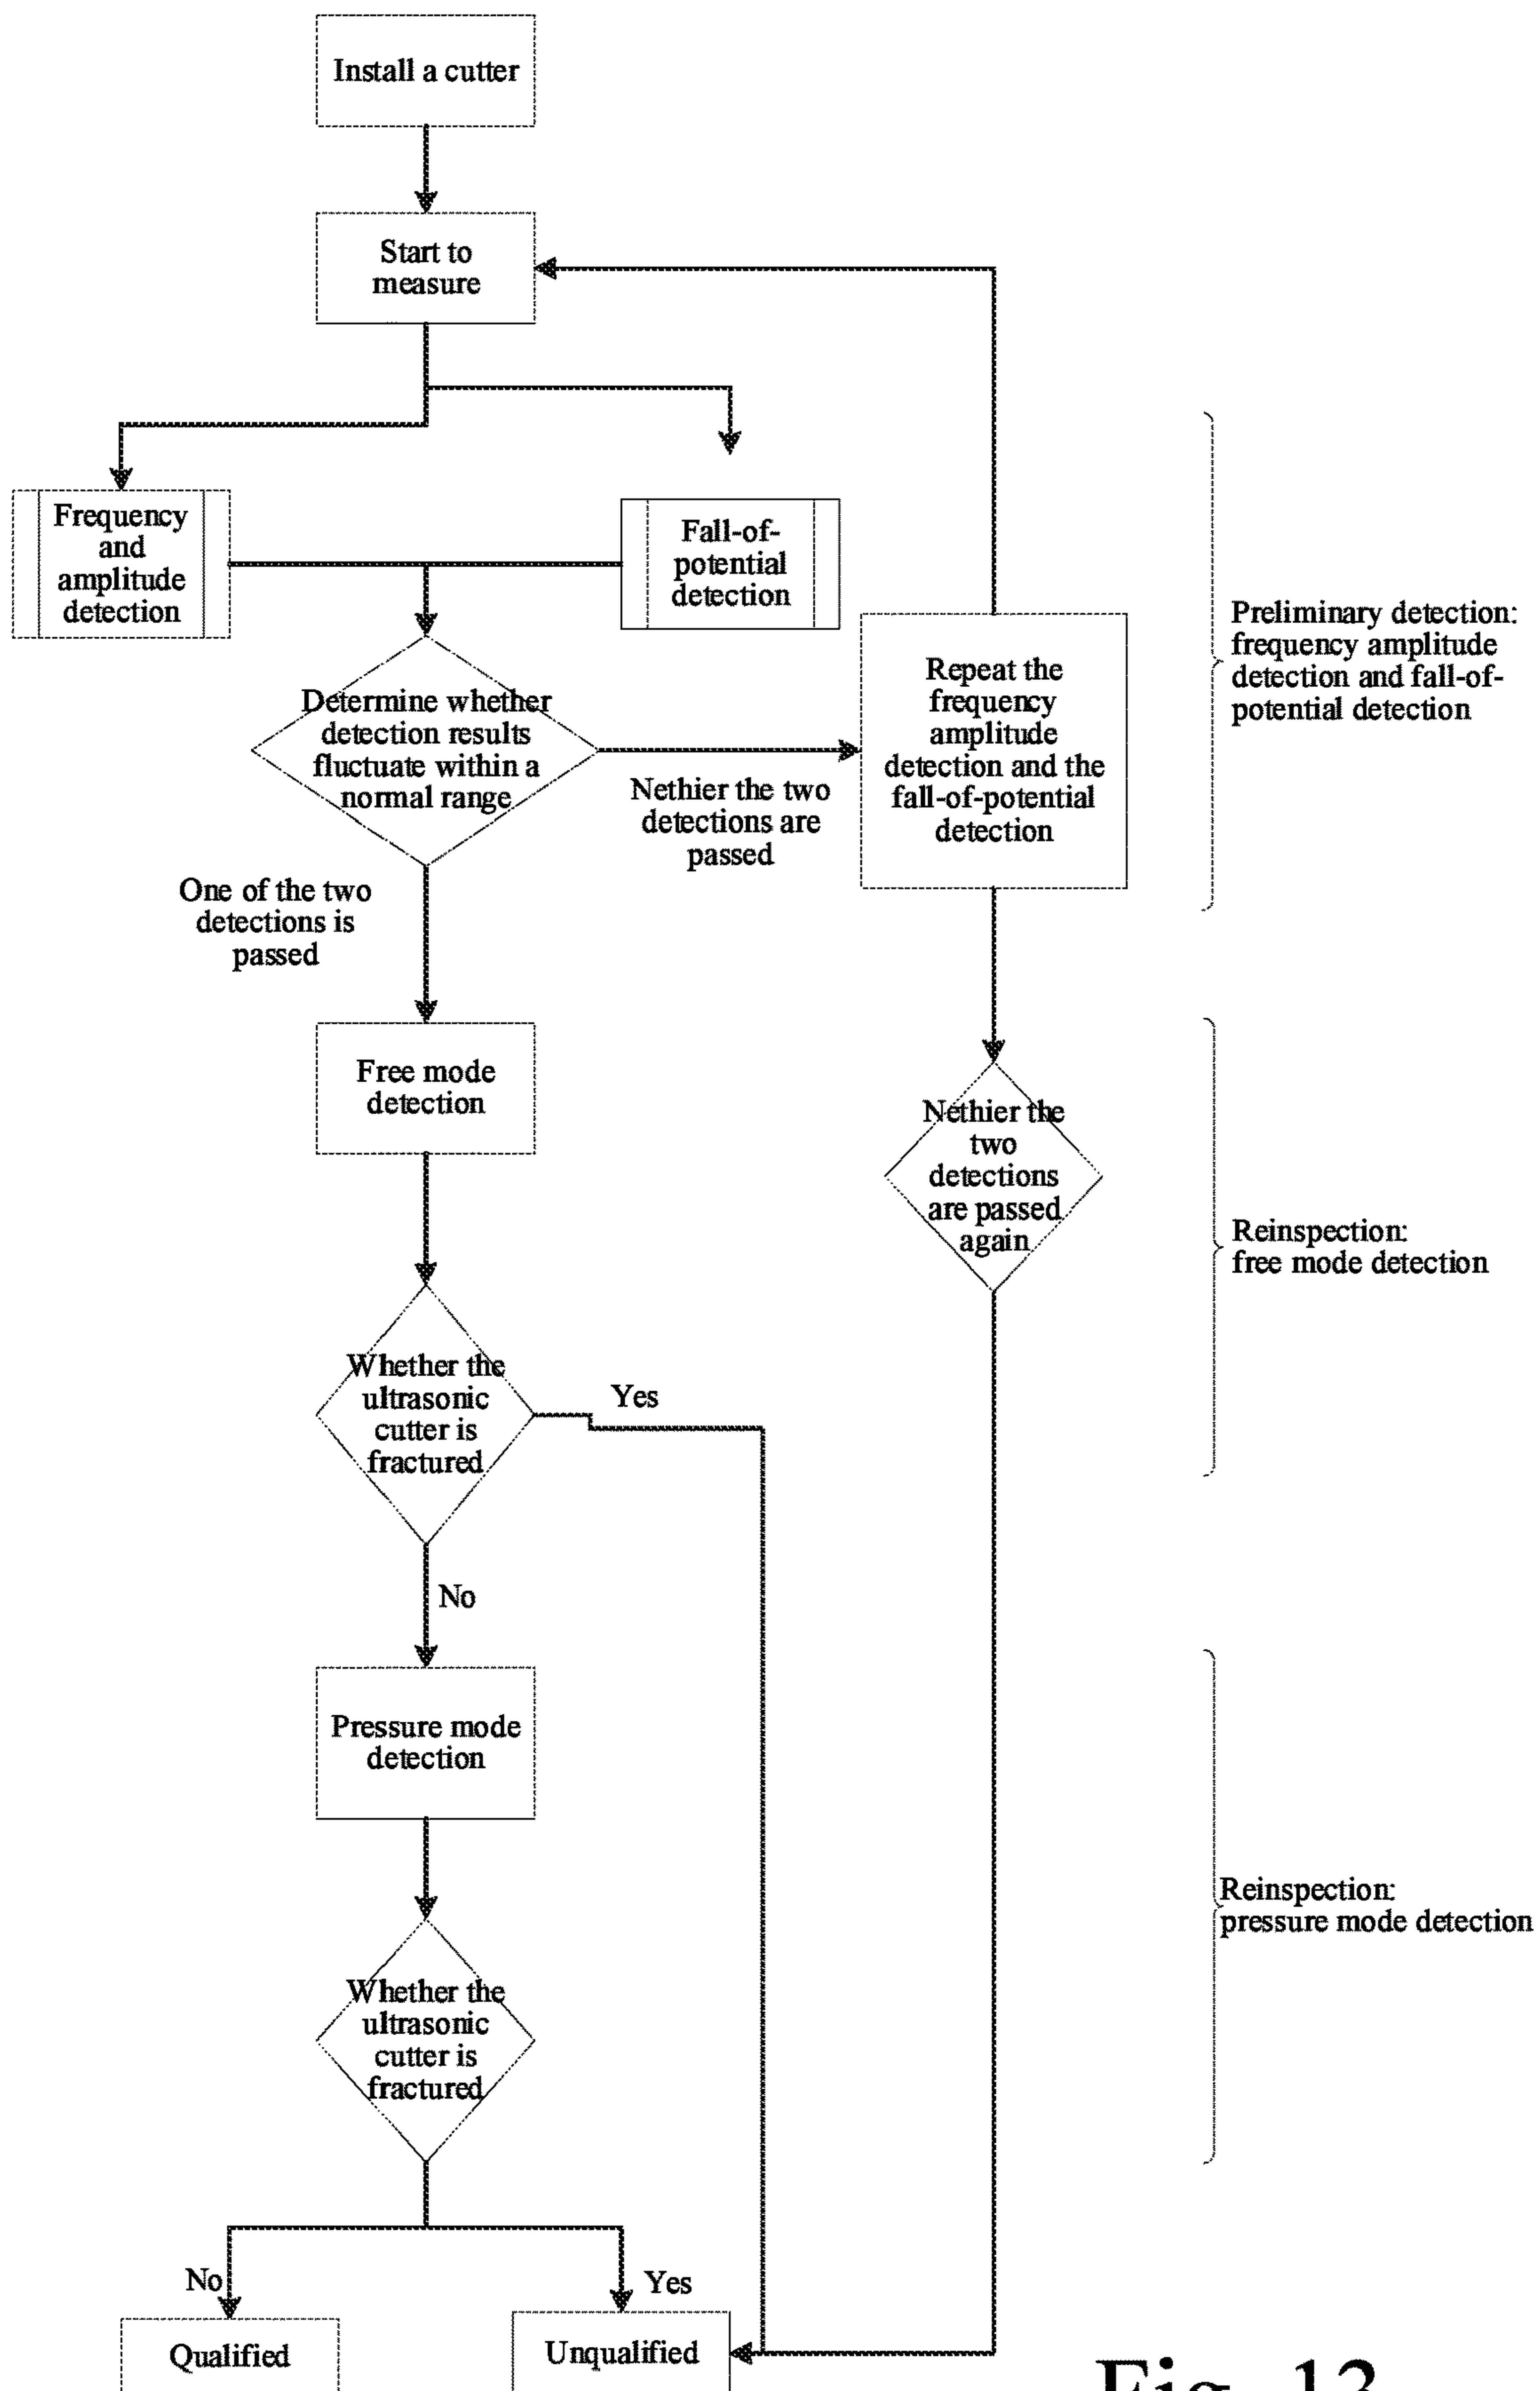 Install a cutter
Start to
measure
Frequency
and
amplitude
detection
Fall-of-
potential
detection
Determine whether
detection results
fluctuate within a
normal range
Nethier the two
detections are
passed
Repeat the
frequency
amplitude
detection and the
fall-of-potential
detection
Preliminary detection:
frequency amplitude
detection and fall-of-
potential detection
One of the two
detections is
passed
Free mode
detection
Nethier the
two
detections
are passed
again
Reinspection:
free mode detection
Whether the
ultrasonic
cutter is
fractured
Yes
No
Pressure mode
detection
Reinspection:
pressure mode detection
Whether the
ultrasonic
cutter is
fractured
No
Yes
Qualified
Unqualified
Fig. 13